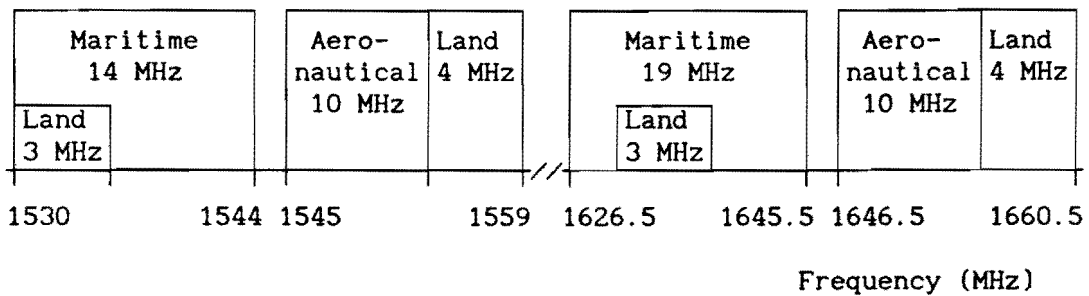 Maritime
14 MHz
Land
3 MHz
Aero-
nautical
10 MHz
Land
4 MHz
Maritime
19 MHz
Land
3 MHz
Aero-
nautical
10 MHz
Land
4 MHz
1530 1544 1545 1559 1626.5 1645.5 1646.5 1660.5
Frequency (MHz)